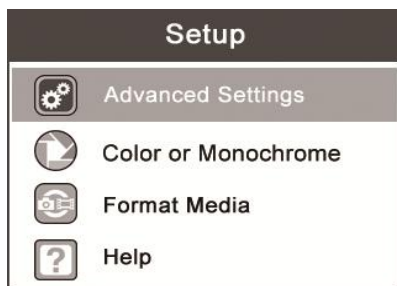 Setup
Advanced Settings
Color or Monochrome
Format Media
Help